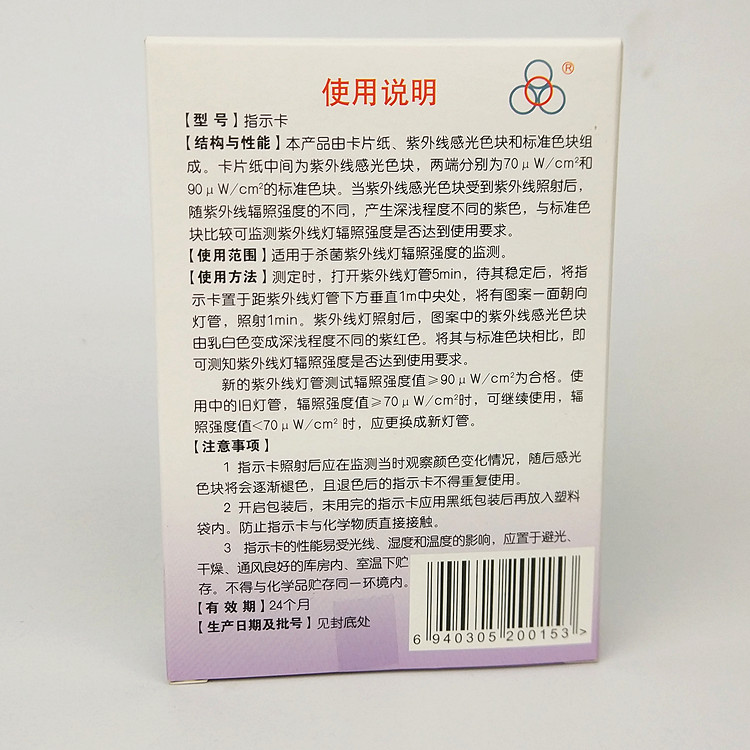 使用说明
®
【型号】指示卡
【结构与性能】本产品由卡片纸、紫外线感光色块和标准色块组
成。卡片纸中间为紫外线感光色块，两端分别为70μW/cm²和
90μW/cm²的标准色块。当紫外线感光色块受到紫外线照射后，
随紫外线辐照强度的不同，产生深浅程度不同的紫色，与标准色
块比较可监测紫外线灯辐照强度是否达到使用要求。
【使用范围】适用于杀菌紫外线灯辐照强度的监测。
【使用方法】测定时，打开紫外线灯管5min，待其稳定后，将指
示卡置于距紫外线灯管下方垂直1m中央处，将有图案一面朝向
灯管，照射1min。紫外线灯照射后，图案中的紫外线感光色块
由乳白色变成深浅程度不同的紫红色。将其与标准色块相比，即
可测知紫外线灯辐照强度是否达到使用要求。
新的紫外线灯管测试辐照强度值≥90μW/cm²为合格。使
用中的旧灯管，辐照强度值≥70μW/cm²时，可继续使用，辐
照强度值<70μW/cm²时，应更换成新灯管。
【注意事项】
1 指示卡照射后应在监测当时观察颜色变化情况，随后感光
色块将会逐渐褪色，且退色后的指示卡不得重复使用。
2 开启包装后，未用完的指示卡应用黑纸包装后再放入塑料
袋内。防止指示卡与化学物质直接接触。
3 指示卡的性能易受光线、湿度和温度的影响，应置于避光、
干燥、通风良好的库房内、室温下贮
存。不得与化学品贮存同一环境内。
【有效期】24个月
【生产日期及批号】见封底处
6 940305 200153 >